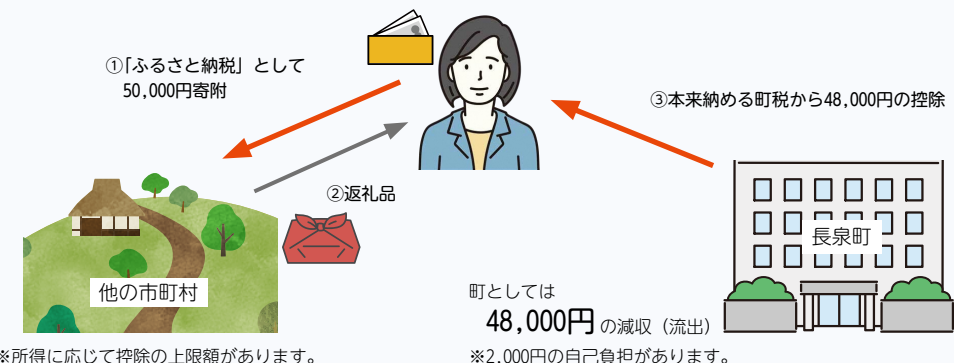 ①「ふるさと納税」として
50,000円寄附
③本来納める町税から48,000円の控除
②返礼品
長泉町
他の市町村
町としては
48,000円の減収（流出）
※所得に応じて控除の上限額があります。
※2,000円の自己負担があります。